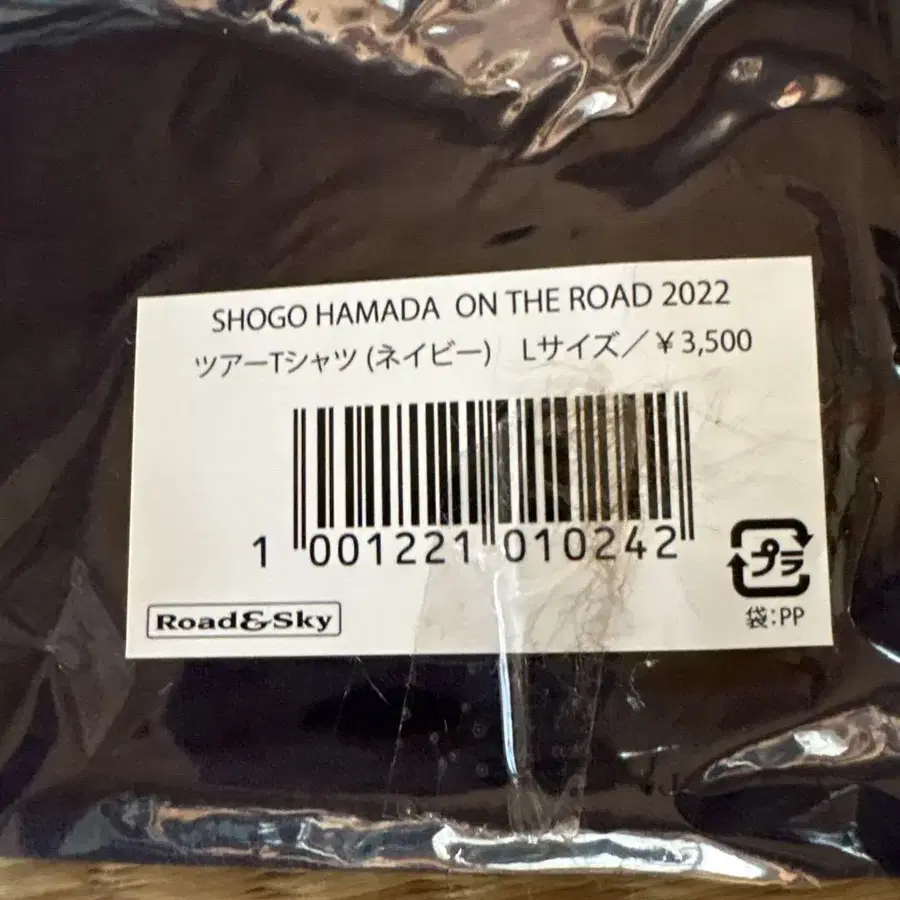 SHOGO HAMADA ON THE ROAD 2022
ツアーTシャツ (ネイビー) Lサイズ／￥3,500
1 001221 010242
プラ
袋:PP
Road&Sky